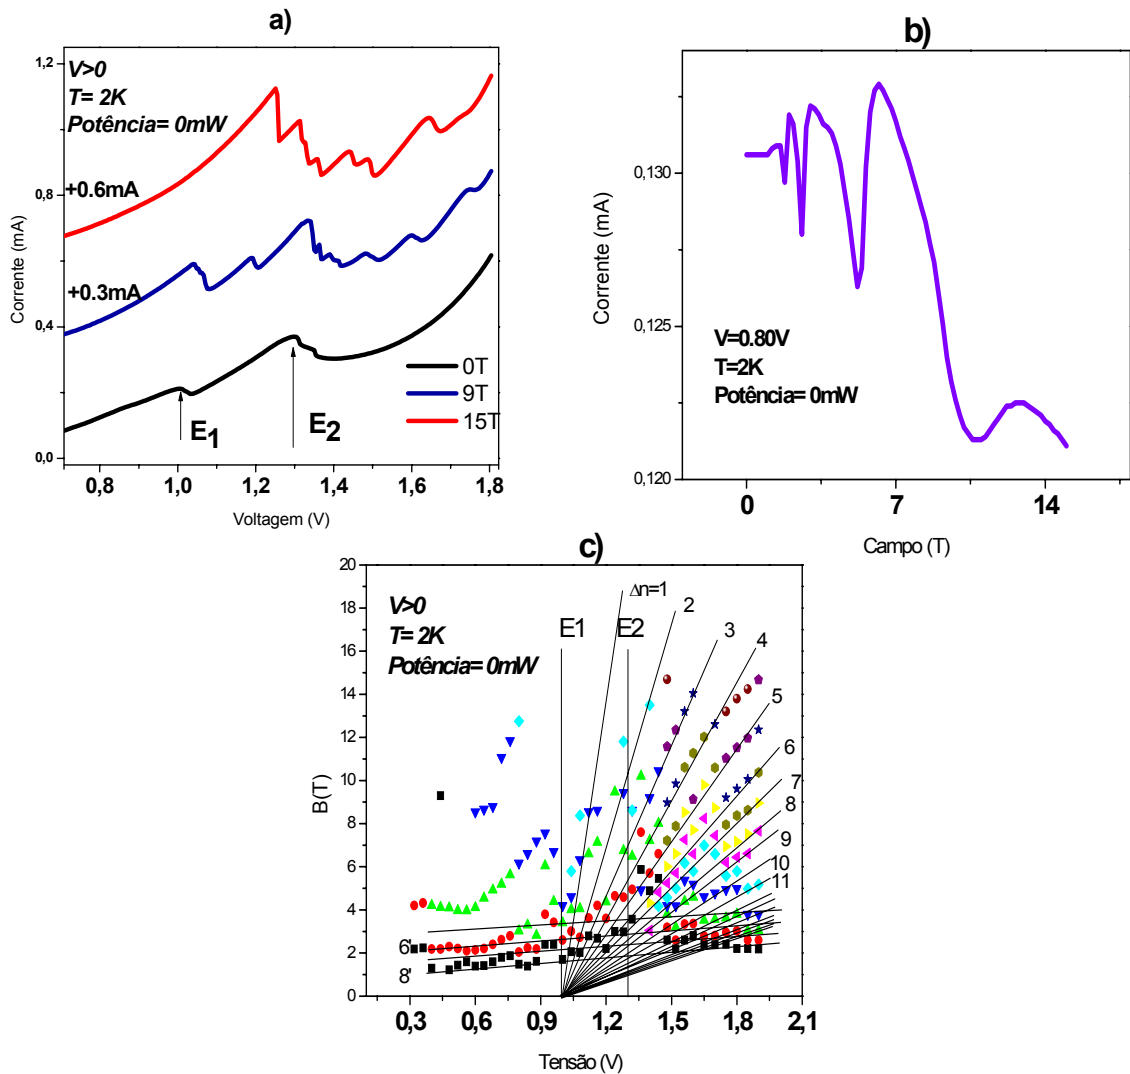 a)
V>0
T= 2K
Potência= 0mW
+0.6mA
+0.3mA
E1
E2
0T
9T
15T
1,2
0,8
0,4
0,0
0,8 1,0 1,2 1,4 1,6 1,8
Corrente (mA)
Voltagem (V)
b)
0,130
0,125
0,120
V=0.80V
T=2K
Potência= 0mW
0 7 14
Corrente (mA)
Campo (T)
c)
20
18
16
14
12
10
8
6
4
2
0
V>0
T= 2K
Potência= 0mW
E1 E2
Δn=1
2
3
4
5
6
7
8
9
10
11
6'
8'
0,3 0,6 0,9 1,2 1,5 1,8 2,1
B(T)
Tensão (V)